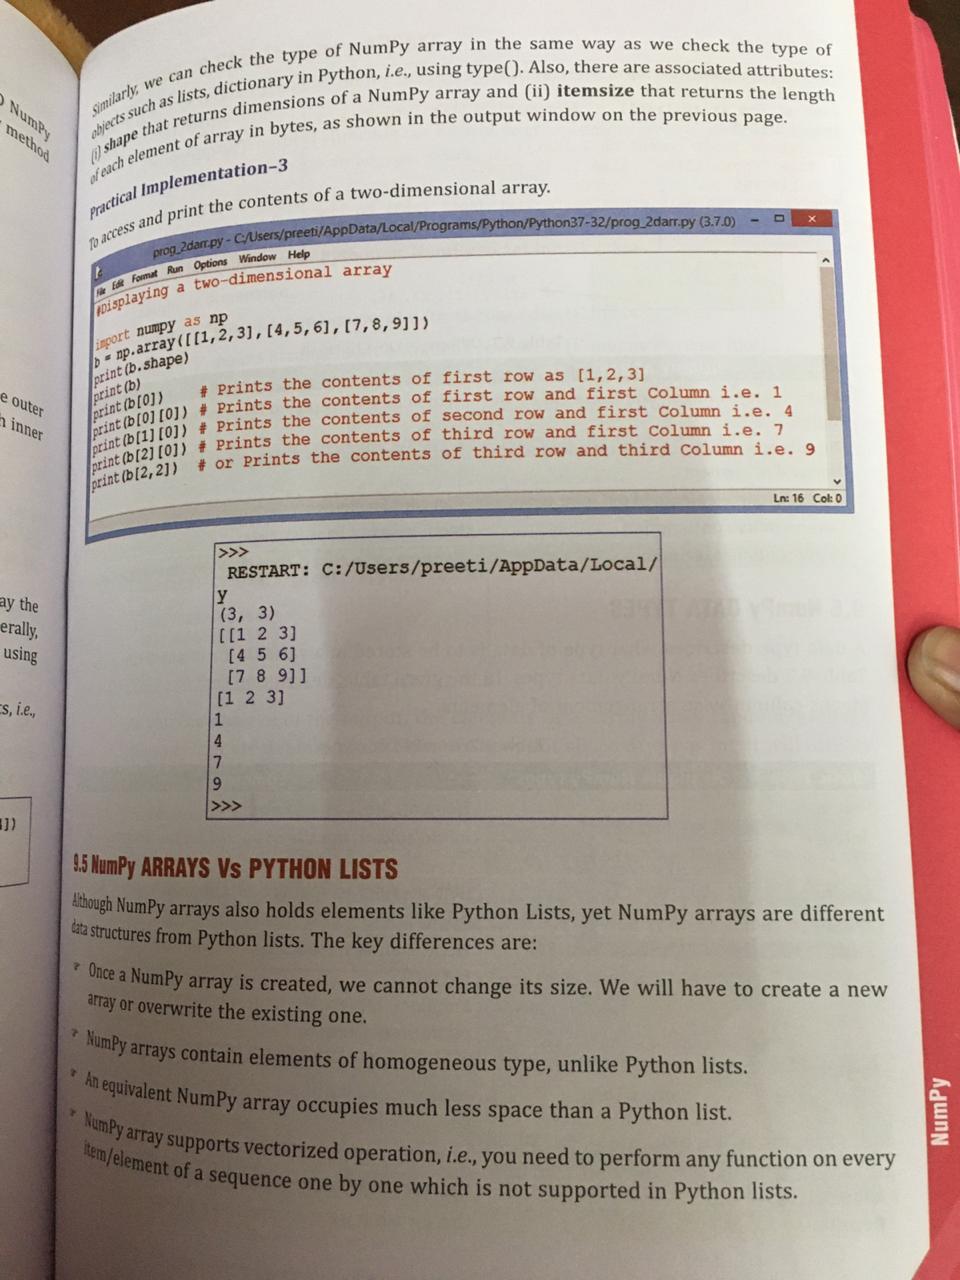 Similarly, we can check the type of NumPy array in the same way as we check the type of
objects such as lists, dictionary in Python, i.e., using type(). Also, there are associated attributes:
(i) shape that returns dimensions of a NumPy array and (ii) itemsize that returns the length
of each element of array in bytes, as shown in the output window on the previous page.
Practical Implementation–3
To access and print the contents of a two-dimensional array.
prog_2darr.py - C:/Users/preeti/AppData/Local/Programs/Python/Python37-32/prog_2darr.py (3.7.0)
File Edit Format Run Options Window Help
#Displaying a two-dimensional array
import numpy as np
b = np.array([[1,2,3],[4,5,6],[7,8,9]])
print(b.shape)
print(b)
print(b[0]) # Prints the contents of first row as [1,2,3]
print(b[0][0]) # Prints the contents of first row and first Column i.e. 1
print(b[1][0]) # Prints the contents of second row and first Column i.e. 4
print(b[2][0]) # Prints the contents of third row and first Column i.e. 7
print(b[2,2]) # or Prints the contents of third row and third Column i.e. 9
Ln: 16 Col: 0
>>>
RESTART: C:/Users/preeti/AppData/Local/
y
(3, 3)
[[1 2 3]
[4 5 6]
[7 8 9]]
[1 2 3]
1
4
7
9
>>>
9.5 NumPy ARRAYS Vs PYTHON LISTS
Although NumPy arrays also holds elements like Python Lists, yet NumPy arrays are different
data structures from Python lists. The key differences are:
Once a NumPy array is created, we cannot change its size. We will have to create a new
array or overwrite the existing one.
NumPy arrays contain elements of homogeneous type, unlike Python lists.
An equivalent NumPy array occupies much less space than a Python list.
NumPy array supports vectorized operation, i.e., you need to perform any function on every
item/element of a sequence one by one which is not supported in Python lists.
NumPy
NumPy
method
outer
inner
ay the
erally,
using
i.e.,
])